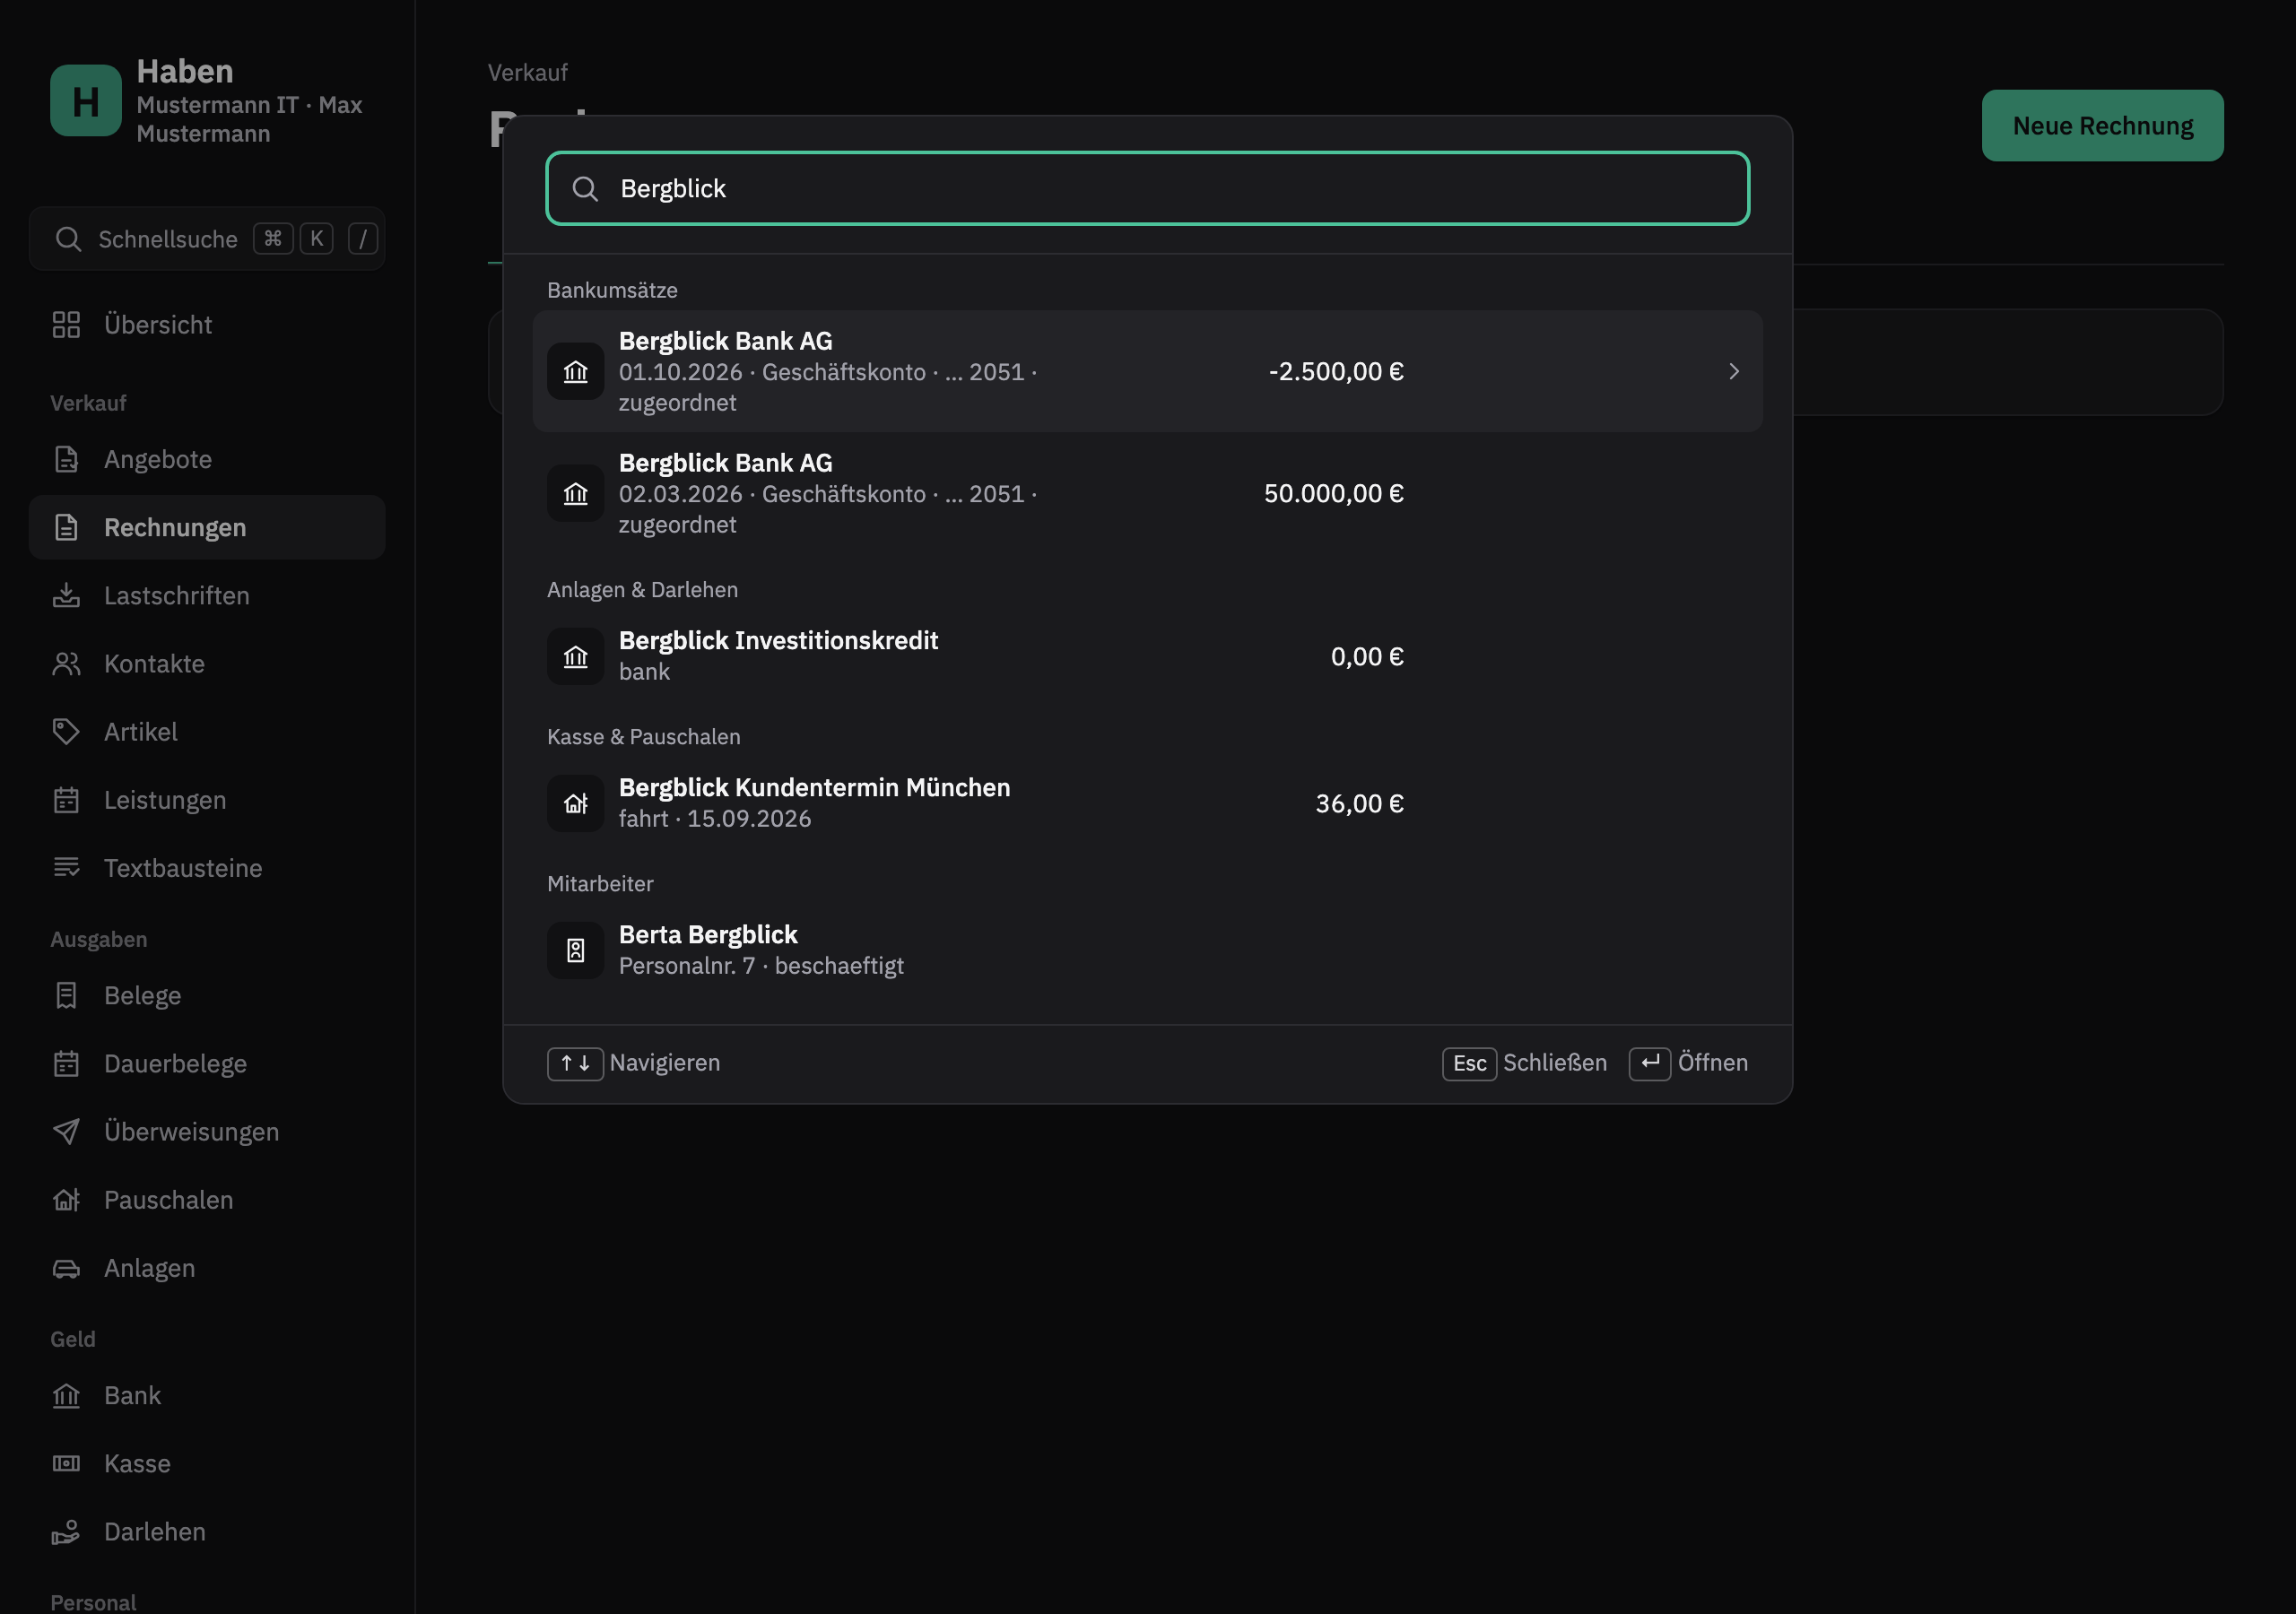 H
Haben
Mustermann IT · Max
Mustermann
Schnellsuche ⌘ K /
Übersicht
Verkauf
Angebote
Rechnungen
Lastschriften
Kontakte
Artikel
Leistungen
Textbausteine
Ausgaben
Belege
Dauerbelege
Überweisungen
Pauschalen
Anlagen
Geld
Bank
Kasse
Darlehen
Personal
Verkauf
Neue Rechnung
Bergblick
Bankumsätze
Bergblick Bank AG
01.10.2026 · Geschäftskonto · … 2051 ·
zugeordnet
-2.500,00 €
Bergblick Bank AG
02.03.2026 · Geschäftskonto · … 2051 ·
zugeordnet
50.000,00 €
Anlagen & Darlehen
Bergblick Investitionskredit
bank
0,00 €
Kasse & Pauschalen
Bergblick Kundentermin München
fahrt · 15.09.2026
36,00 €
Mitarbeiter
Berta Bergblick
Personalnr. 7 · beschaeftigt
↑↓ Navigieren
Esc Schließen ↵ Öffnen